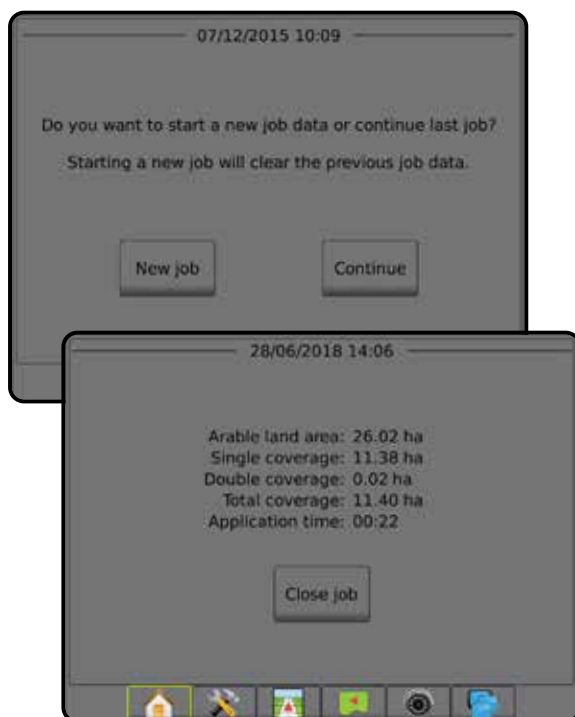 07/12/2015 10:09
Do you want to start a new job data or continue last job?
Starting a new job will clear the previous job data.
New job
Continue
28/06/2018 14:06
Arable land area: 26.02 ha
Single coverage: 11.38 ha
Double coverage: 0.02 ha
Total coverage: 11.40 ha
Application time: 00:22
Close job